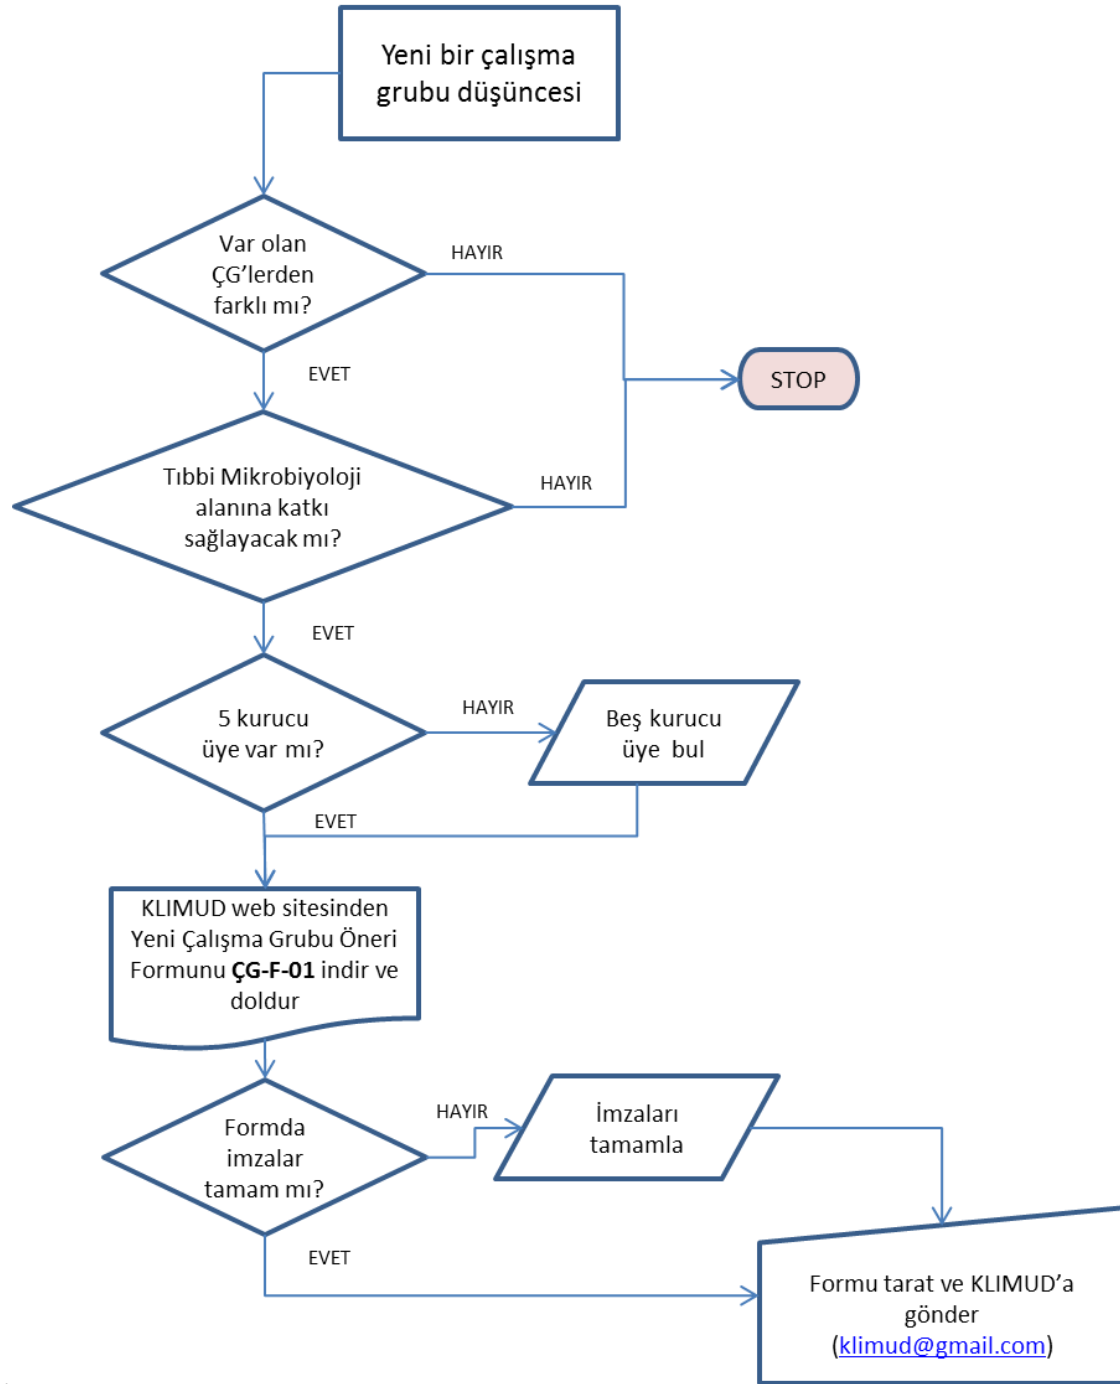 Yeni bir çalışma
grubu düşüncesi
Var olan
ÇG’lerden
farklı mı?
HAYIR
STOP
EVET
Tıbbi Mikrobiyoloji
alanına katkı
sağlayacak mı?
HAYIR
EVET
5 kurucu
üye var mı?
HAYIR
Beş kurucu
üye bul
EVET
KLIMUD web sitesinden
Yeni Çalışma Grubu Öneri
Formunu ÇG-F-01 indir ve
doldur
Formda
imzalar
tamam mı?
HAYIR
İmzaları
tamamla
EVET
Formu tarat ve KLIMUD’a
gönder
(klimud@gmail.com)